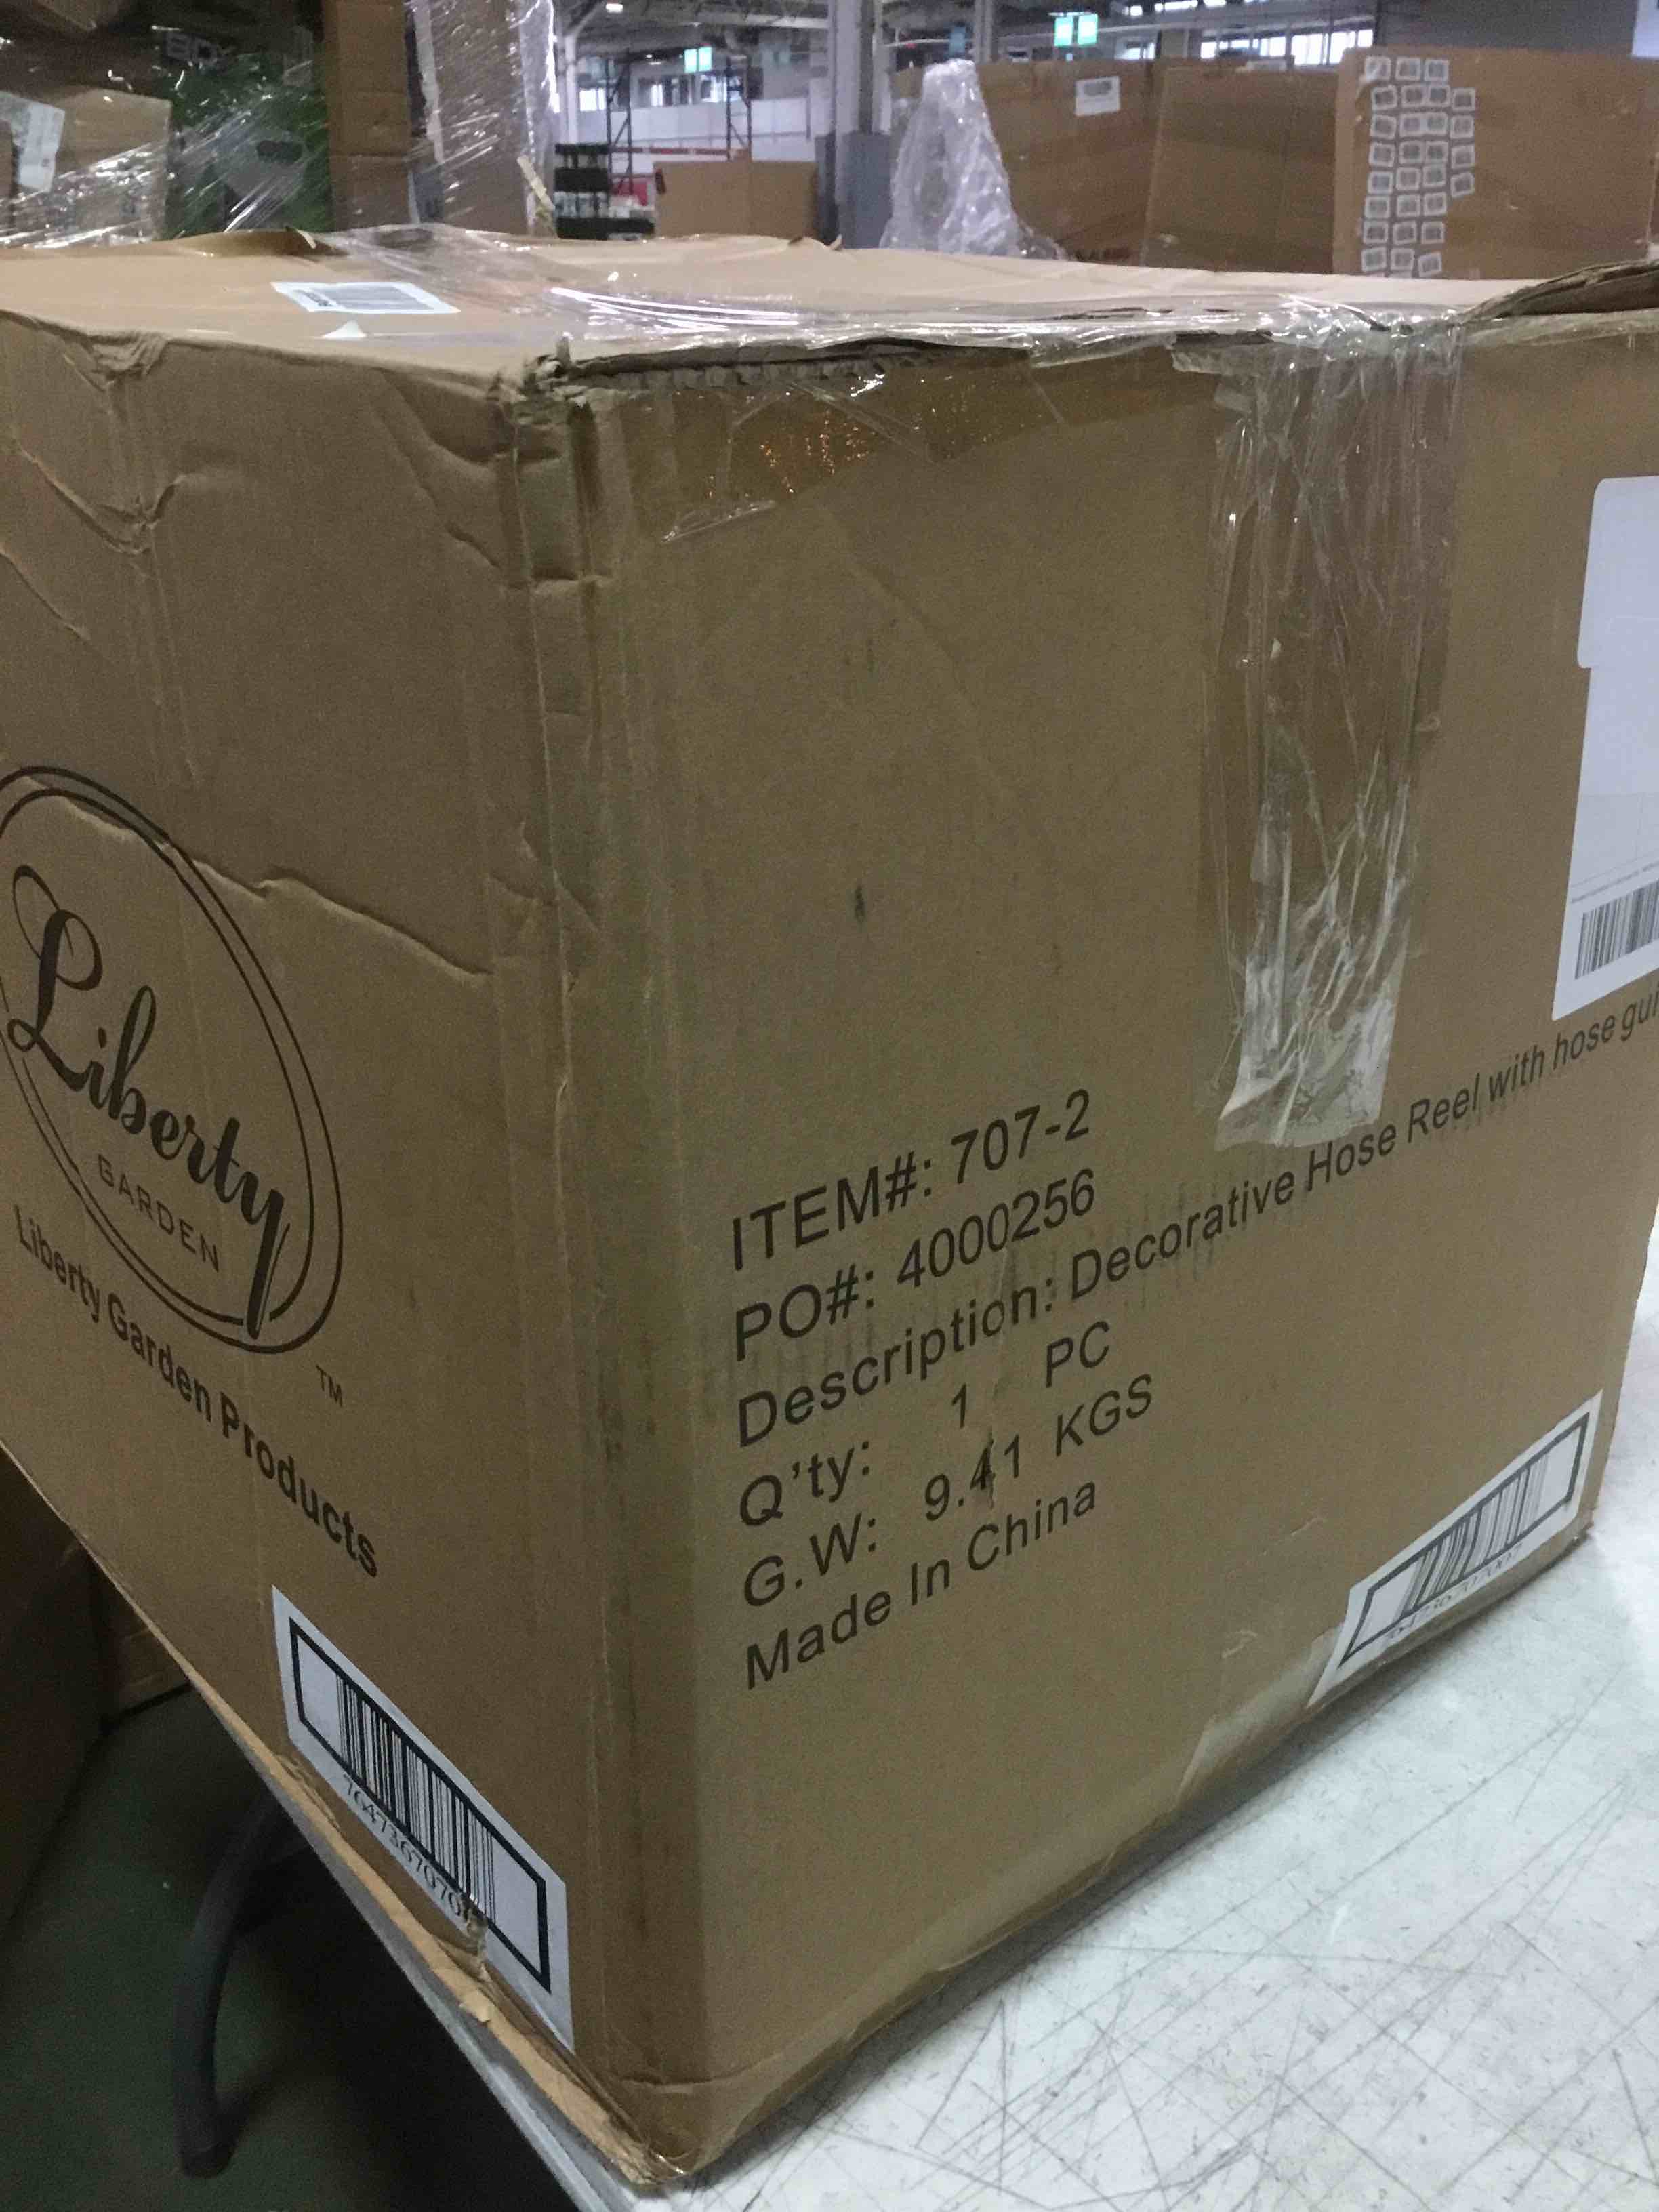 Liberty
GARDEN
TM
Liberty Garden Products
ITEM#: 707-2
PO#: 4000256
Description: Decorative Hose Reel with hose gui
Q'ty: 1 PC
G.W: 9.41 KGS
Made In China